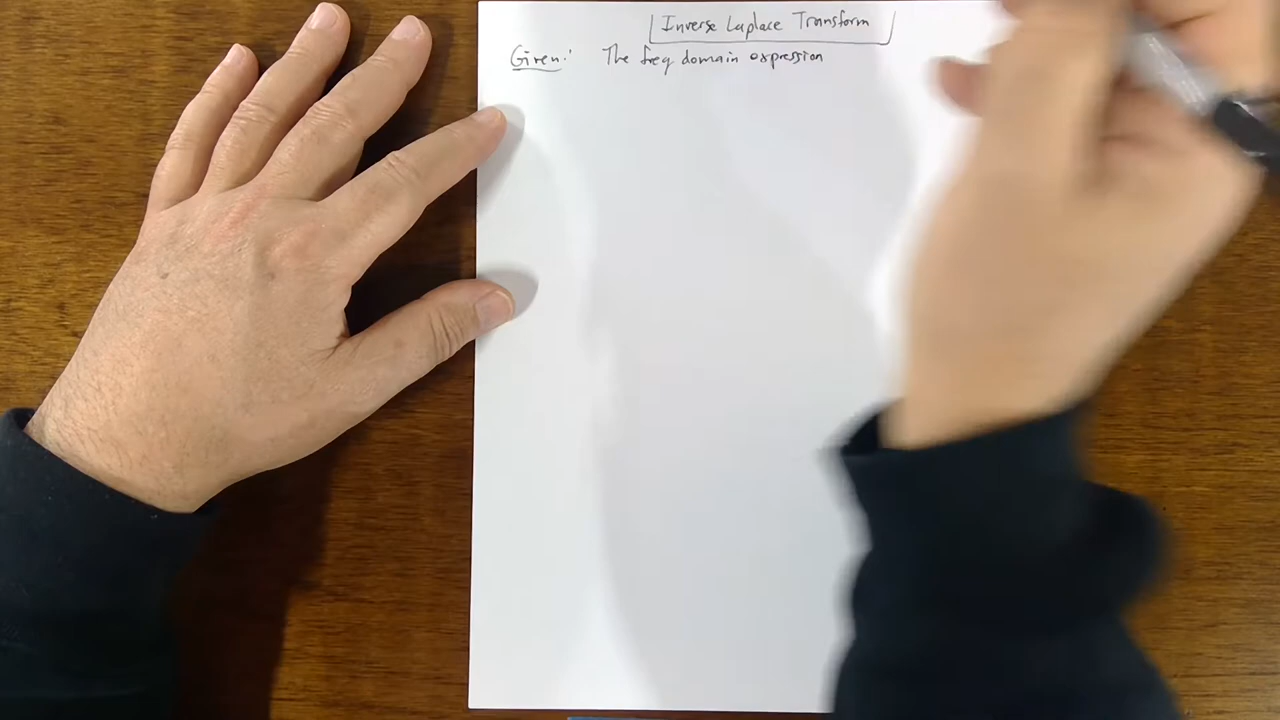 Inverse Laplace Transform
Given: The freq domain expression